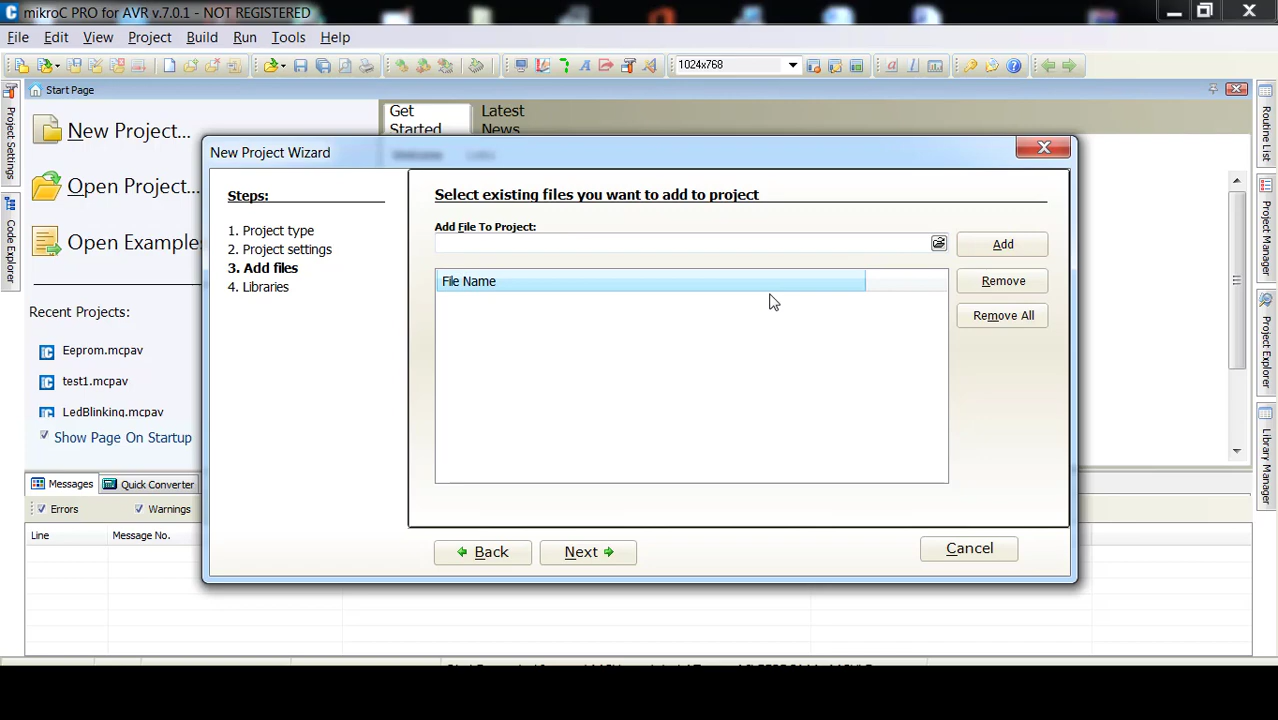 mikroC PRO for AVR v.7.0.1 - NOT REGISTERED
File Edit View Project Build Run Tools Help
1024x768
Start Page
Project Settings
Code Explorer
New Project...
Open Project...
Open Example
Recent Projects:
Eeprom.mcpav
test1.mcpav
LedBlinking.mcpav
Show Page On Startup
Get Started
Latest News
Welcome
Links
New Project Wizard
Steps:
1. Project type
2. Project settings
3. Add files
4. Libraries
Select existing files you want to add to project
Add File To Project:
Add
File Name
Remove
Remove All
Back
Next
Cancel
Routine List
Project Manager
Project Explorer
Library Manager
Messages
Quick Converter
Errors
Warnings
Line
Message No.